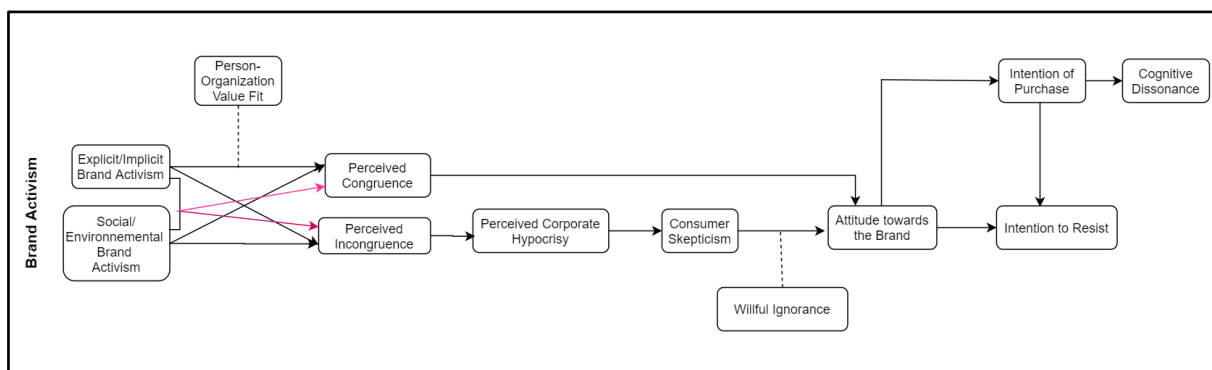 Brand Activism
Person-
Organization
Value Fit
Explicit/Implicit
Brand Activism
Social/
Environnemental
Brand
Activism
Perceived
Congruence
Perceived
Incongruence
Perceived Corporate
Hypocrisy
Consumer
Skepticism
Willful Ignorance
Attitude towards
the Brand
Intention of
Purchase
Cognitive
Dissonance
Intention to Resist